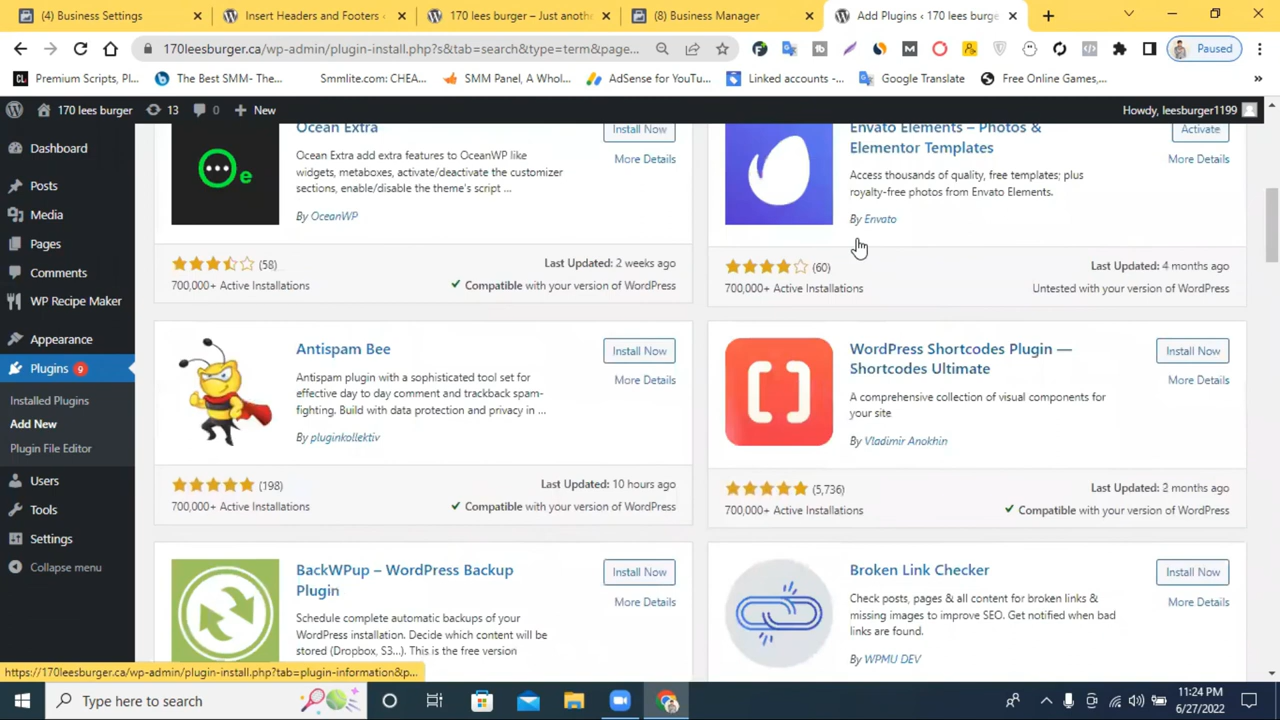 (4) Business Settings
Insert Headers and Footers ‹
170 lees burger – Just anoth
(8) Business Manager
Add Plugins ‹ 170 lees burge
170leesburger.ca/wp-admin/plugin-install.php?s&tab=search&type=term&page...
Paused
Premium Scripts, Pl...
The Best SMM- The...
Smmlite.com: CHEA...
SMM Panel, A Whol...
AdSense for YouTu...
Linked accounts -...
Google Translate
Free Online Games,...
»
170 lees burger
13
0
New
Howdy, leesburger1199
Dashboard
Posts
Media
Pages
Comments
WP Recipe Maker
Appearance
Plugins 9
Installed Plugins
Add New
Plugin File Editor
Users
Tools
Settings
Collapse menu
Ocean Extra
Install Now
More Details
Ocean Extra add extra features to OceanWP like
widgets, metaboxes, activate/deactivate the customizer
sections, enable/disable the theme's script ...
By OceanWP
(58)
Last Updated: 2 weeks ago
700,000+ Active Installations
Compatible with your version of WordPress
Envato Elements – Photos &
Elementor Templates
Activate
More Details
Access thousands of quality, free templates; plus
royalty-free photos from Envato Elements.
By Envato
(60)
Last Updated: 4 months ago
700,000+ Active Installations
Untested with your version of WordPress
Antispam Bee
Install Now
More Details
Antispam plugin with a sophisticated tool set for
effective day to day comment and trackback spam-
fighting. Build with data protection and privacy in ...
By pluginkollektiv
(198)
Last Updated: 10 hours ago
700,000+ Active Installations
Compatible with your version of WordPress
WordPress Shortcodes Plugin —
Shortcodes Ultimate
Install Now
More Details
A comprehensive collection of visual components for
your site
By Vladimir Anokhin
(5,736)
Last Updated: 2 months ago
700,000+ Active Installations
Compatible with your version of WordPress
BackWPup – WordPress Backup
Plugin
Install Now
More Details
Schedule complete automatic backups of your
WordPress installation. Decide which content will be
stored (Dropbox, S3...). This is the free version
Broken Link Checker
Install Now
More Details
Check posts, pages & all content for broken links &
missing images to improve SEO. Get notified when bad
links are found.
By WPMU DEV
https://170leesburger.ca/wp-admin/plugin-install.php?tab=plugin-information&p...
Type here to search
11:24 PM
6/27/2022